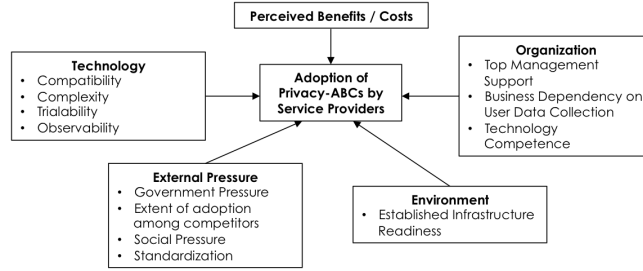 Perceived Benefits / Costs
Technology
• Compatibility
• Complexity
• Trialability
• Observability
Adoption of
Privacy-ABCs by
Service Providers
Organization
• Top Management
Support
• Business Dependency on
User Data Collection
• Technology
Competence
External Pressure
• Government Pressure
• Extent of adoption
among competitors
• Social Pressure
• Standardization
Environment
• Established Infrastructure
Readiness